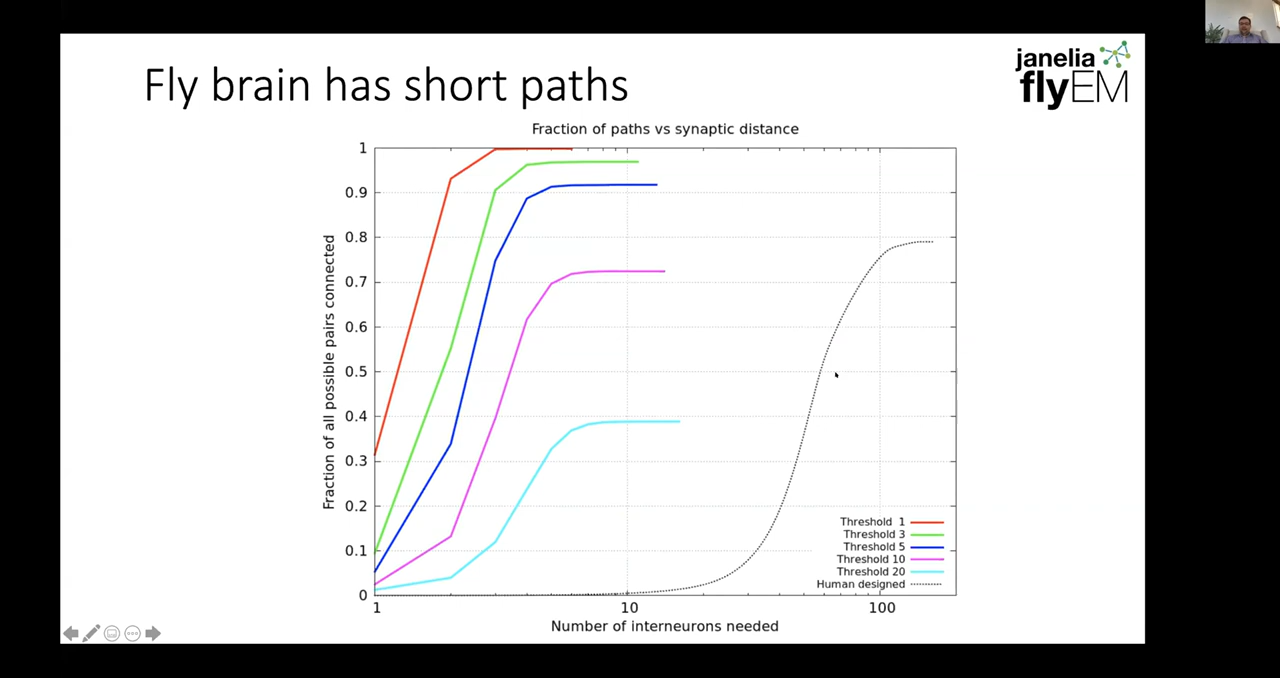 Fly brain has short paths
janelia
flyEM
Fraction of paths vs synaptic distance
Fraction of all possible pairs connected
1
0.9
0.8
0.7
0.6
0.5
0.4
0.3
0.2
0.1
0
1
10
100
Number of interneurons needed
Threshold 1
Threshold 3
Threshold 5
Threshold 10
Threshold 20
Human designed